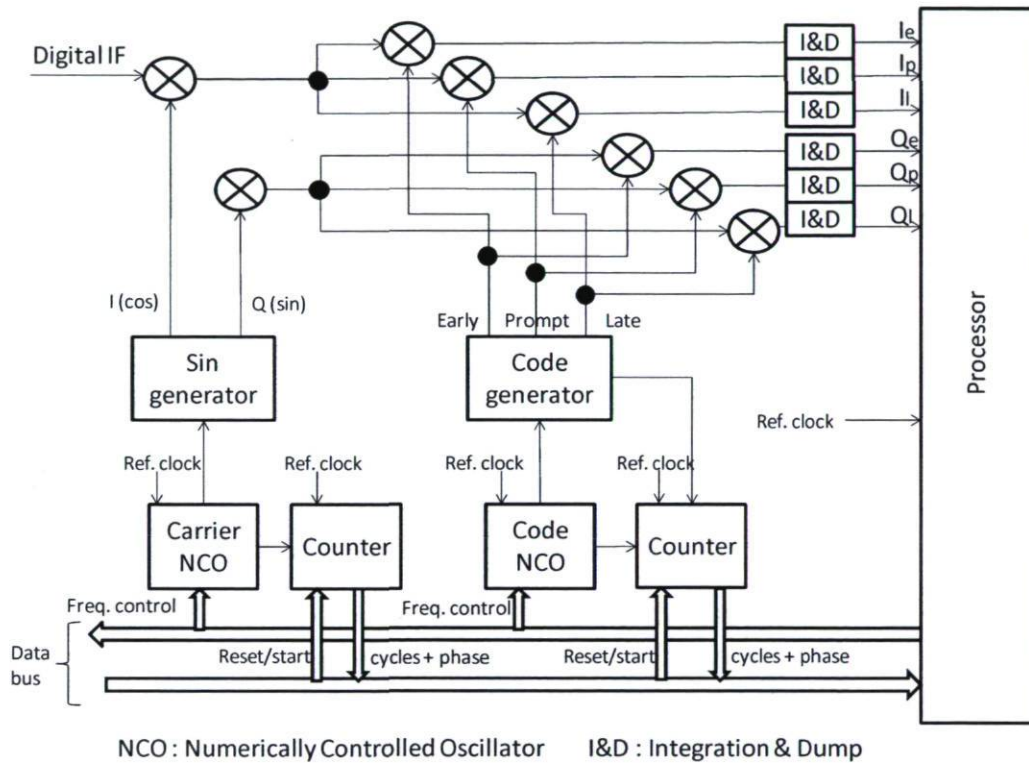 Digital IF
I&D
I&D
I&D
I&D
I&D
I&D
Ie
Ip
Il
Qe
Qp
QL
I (cos)
Q (sin)
Early
Prompt
Late
Sin
generator
Code
generator
Processor
Ref. clock
Ref. clock
Ref. clock
Ref. clock
Ref. clock
Carrier
NCO
Counter
Code
NCO
Counter
Freq. control
Freq. control
Data
bus
Reset/start
cycles + phase
Reset/start
cycles + phase
NCO : Numerically Controlled Oscillator
I&D : Integration & Dump